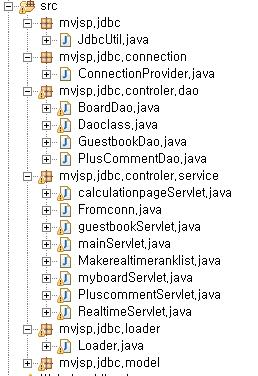 src
mvjsp,jdbc
JdbcUtil,java
mvjsp,jdbc,connection
ConnectionProvider,java
mvjsp,jdbc,controler,dao
BoardDao,java
Daoclass,java
GuestbookDao,java
PlusCommentDao,java
mvjsp,jdbc,controler,service
calculationpageServlet,java
Fromconn,java
guestbookServlet,java
mainServlet,java
Makerealtimeranklist,java
myboardServlet,java
PluscommentServlet,java
RealtimeServlet,java
mvjsp,jdbc,loader
Loader,java
mvjsp,jdbc,model